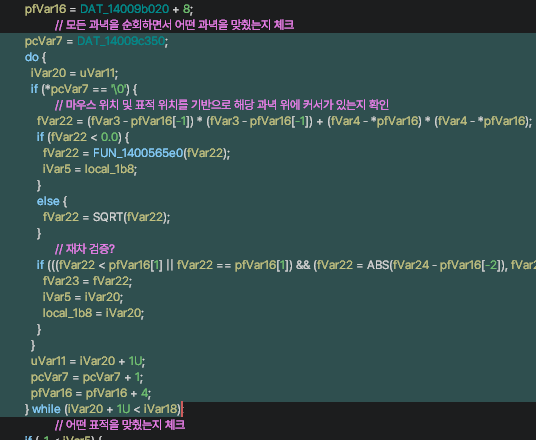 pfVar16 = DAT_14009b020 + 8;
// 모든 과녁을 순회하면서 어떤 과녁을 맞췄는지 체크
pcVar7 = DAT_14009c350;
do {
iVar20 = uVar11;
if (*pcVar7 == '\0') {
// 마우스 위치 및 표적 위치를 기반으로 해당 과녁 위에 커서가 있는지 확인
fVar22 = (fVar3 - pfVar16[-1]) * (fVar3 - pfVar16[-1]) + (fVar4 - *pfVar16) * (fVar4 - *pfVar16);
if (fVar22 < 0.0) {
fVar22 = FUN_1400565e0(fVar22);
iVar5 = local_1b8;
}
else {
fVar22 = SQRT(fVar22);
}
// 재차 검증?
if (((fVar22 < pfVar16[1] || fVar22 == pfVar16[1]) && (fVar22 = ABS(fVar24 - pfVar16[-2]), fVar2
fVar23 = fVar22;
iVar5 = iVar20;
local_1b8 = iVar20;
}
}
uVar11 = iVar20 + 1U;
pcVar7 = pcVar7 + 1;
pfVar16 = pfVar16 + 4;
} while (iVar20 + 1U < iVar18);
// 어떤 표적을 맞췄는지 체크